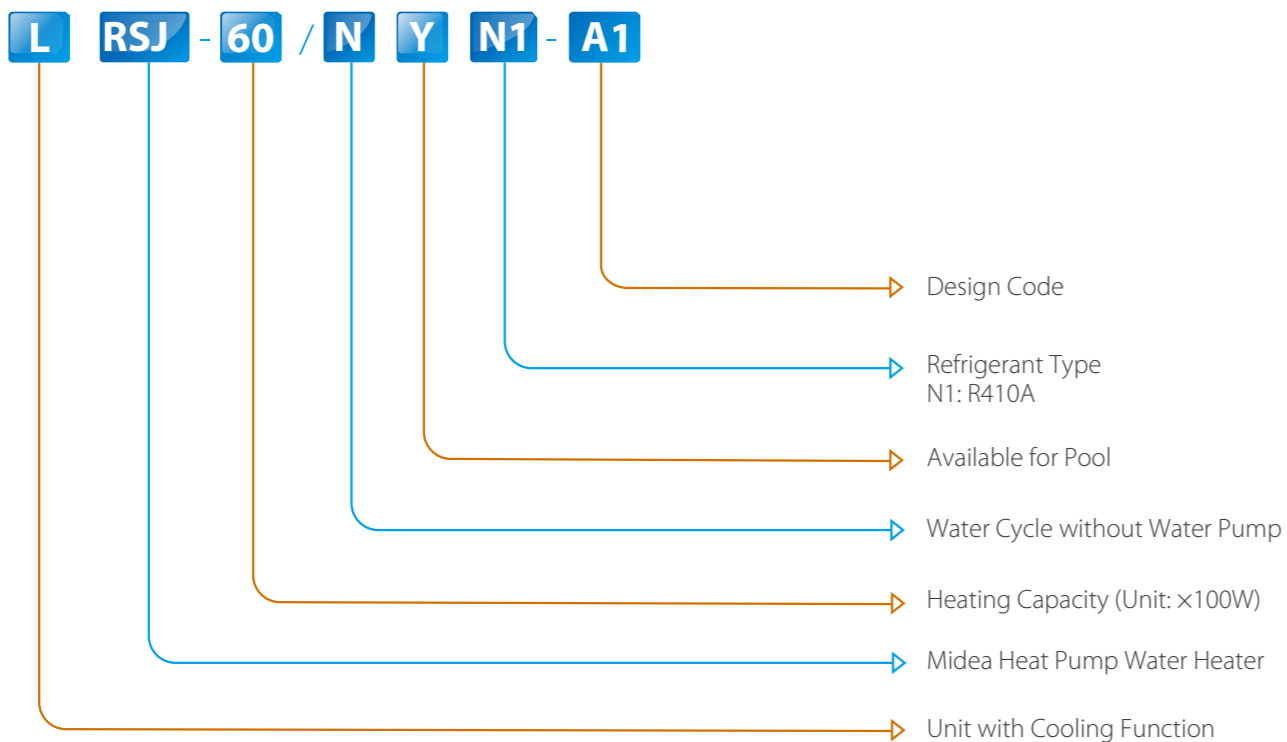 L RSJ - 60 / N Y N1 - A1
Design Code
Refrigerant Type
N1: R410A
Available for Pool
Water Cycle without Water Pump
Heating Capacity (Unit: ×100W)
Midea Heat Pump Water Heater
Unit with Cooling Function